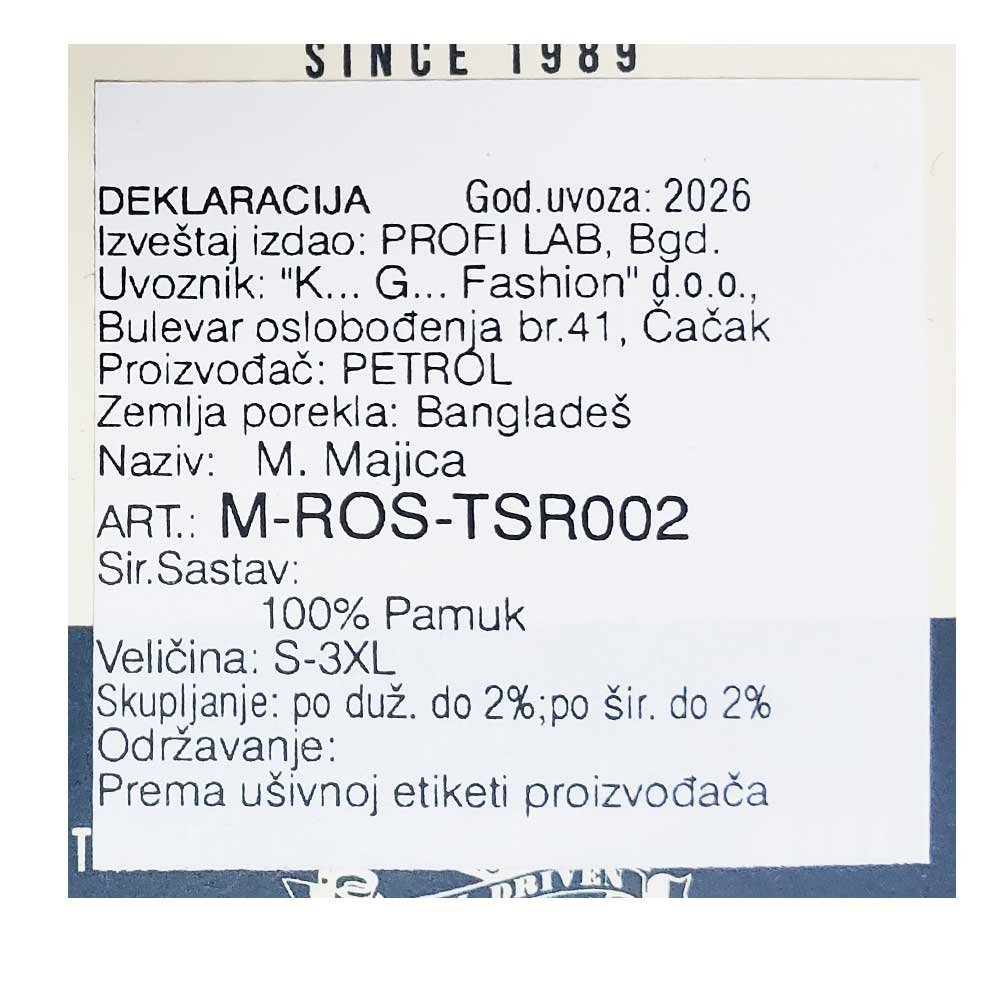 SINCE 1989
DEKLARACIJA God.uvoza: 2026
Izveštaj izdao: PROFI LAB, Bgd.
Uvoznik: "K... G... Fashion" d.o.o.,
Bulevar oslobođenja br.41, Čačak
Proizvođač: PETROL
Zemlja porekla: Bangladeš
Naziv: M. Majica
ART.: M-ROS-TSR002
Sir.Sastav:
100% Pamuk
Veličina: S-3XL
Skupljanje: po duž. do 2%;po šir. do 2%
Održavanje:
Prema ušivnoj etiketi proizvođača
T
DRIVEN